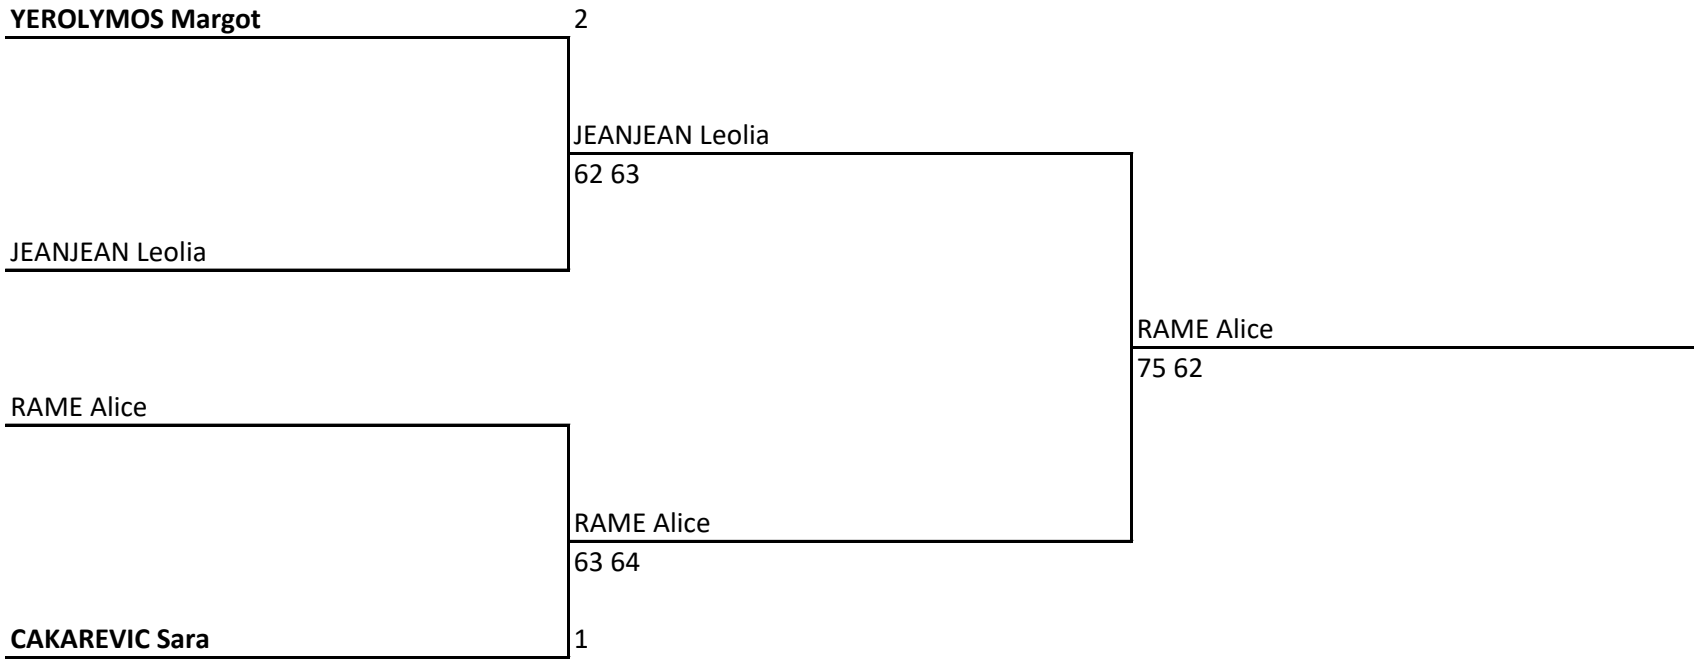 YEROLYMOS Margot 2
JEANJEAN Leolia
62 63
JEANJEAN Leolia
RAME Alice
75 62
RAME Alice
RAME Alice
63 64
CAKAREVIC Sara 1